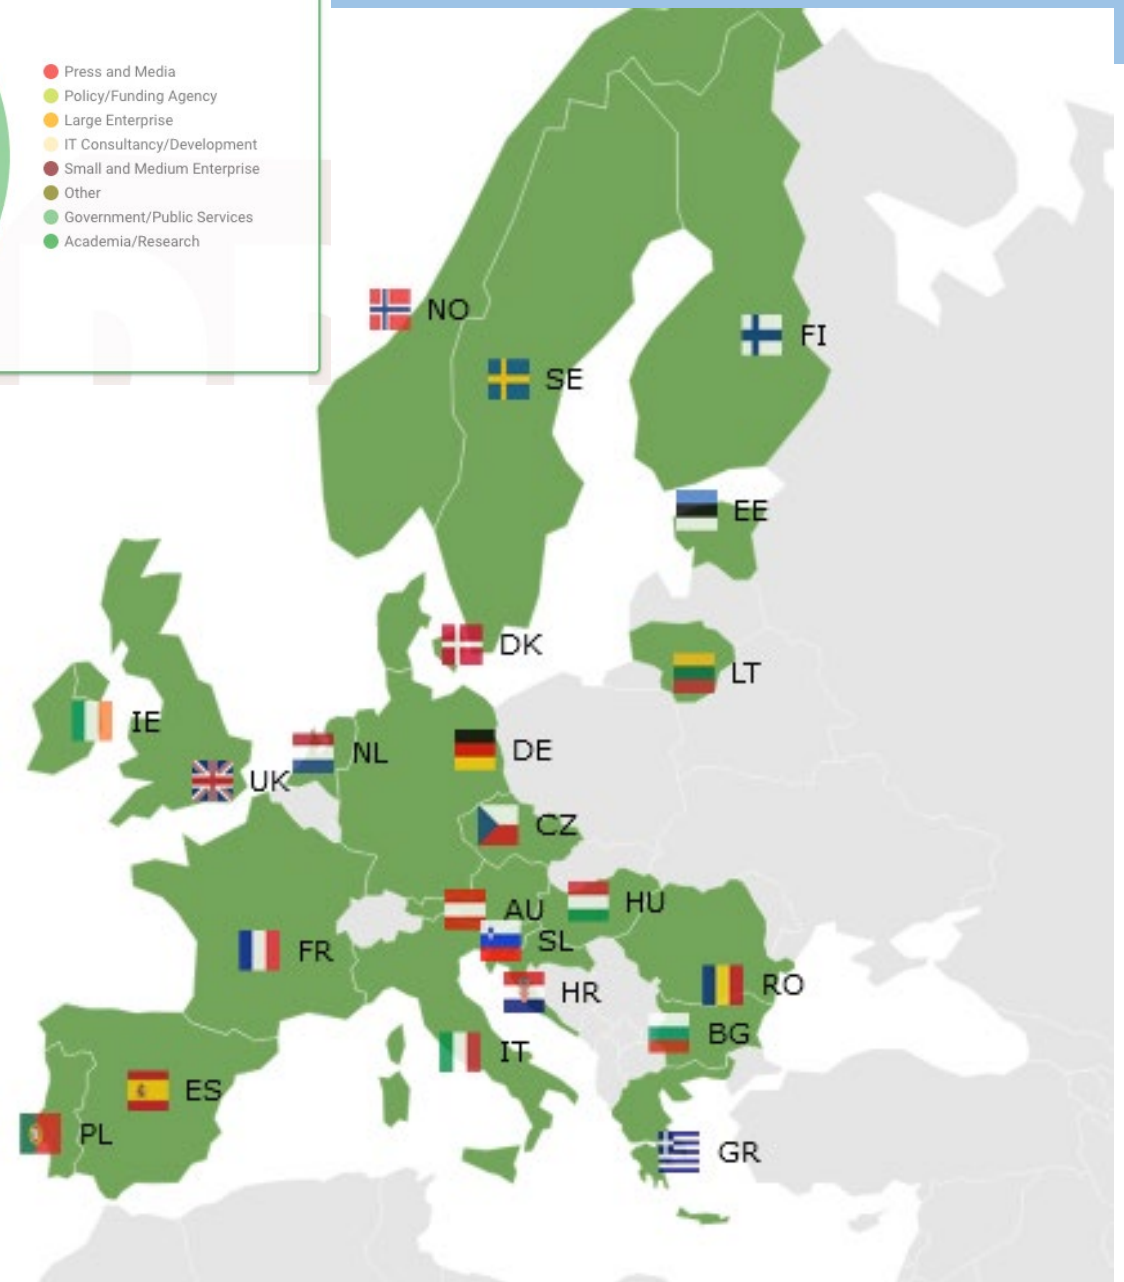 Press and Media
Policy/Funding Agency
Large Enterprise
IT Consultancy/Development
Small and Medium Enterprise
Other
Government/Public Services
Academia/Research
NO
FI
SE
EE
DK
LT
IE
NL
DE
UK
CZ
HU
AU
SL
FR
RO
HR
BG
IT
ES
PL
GR